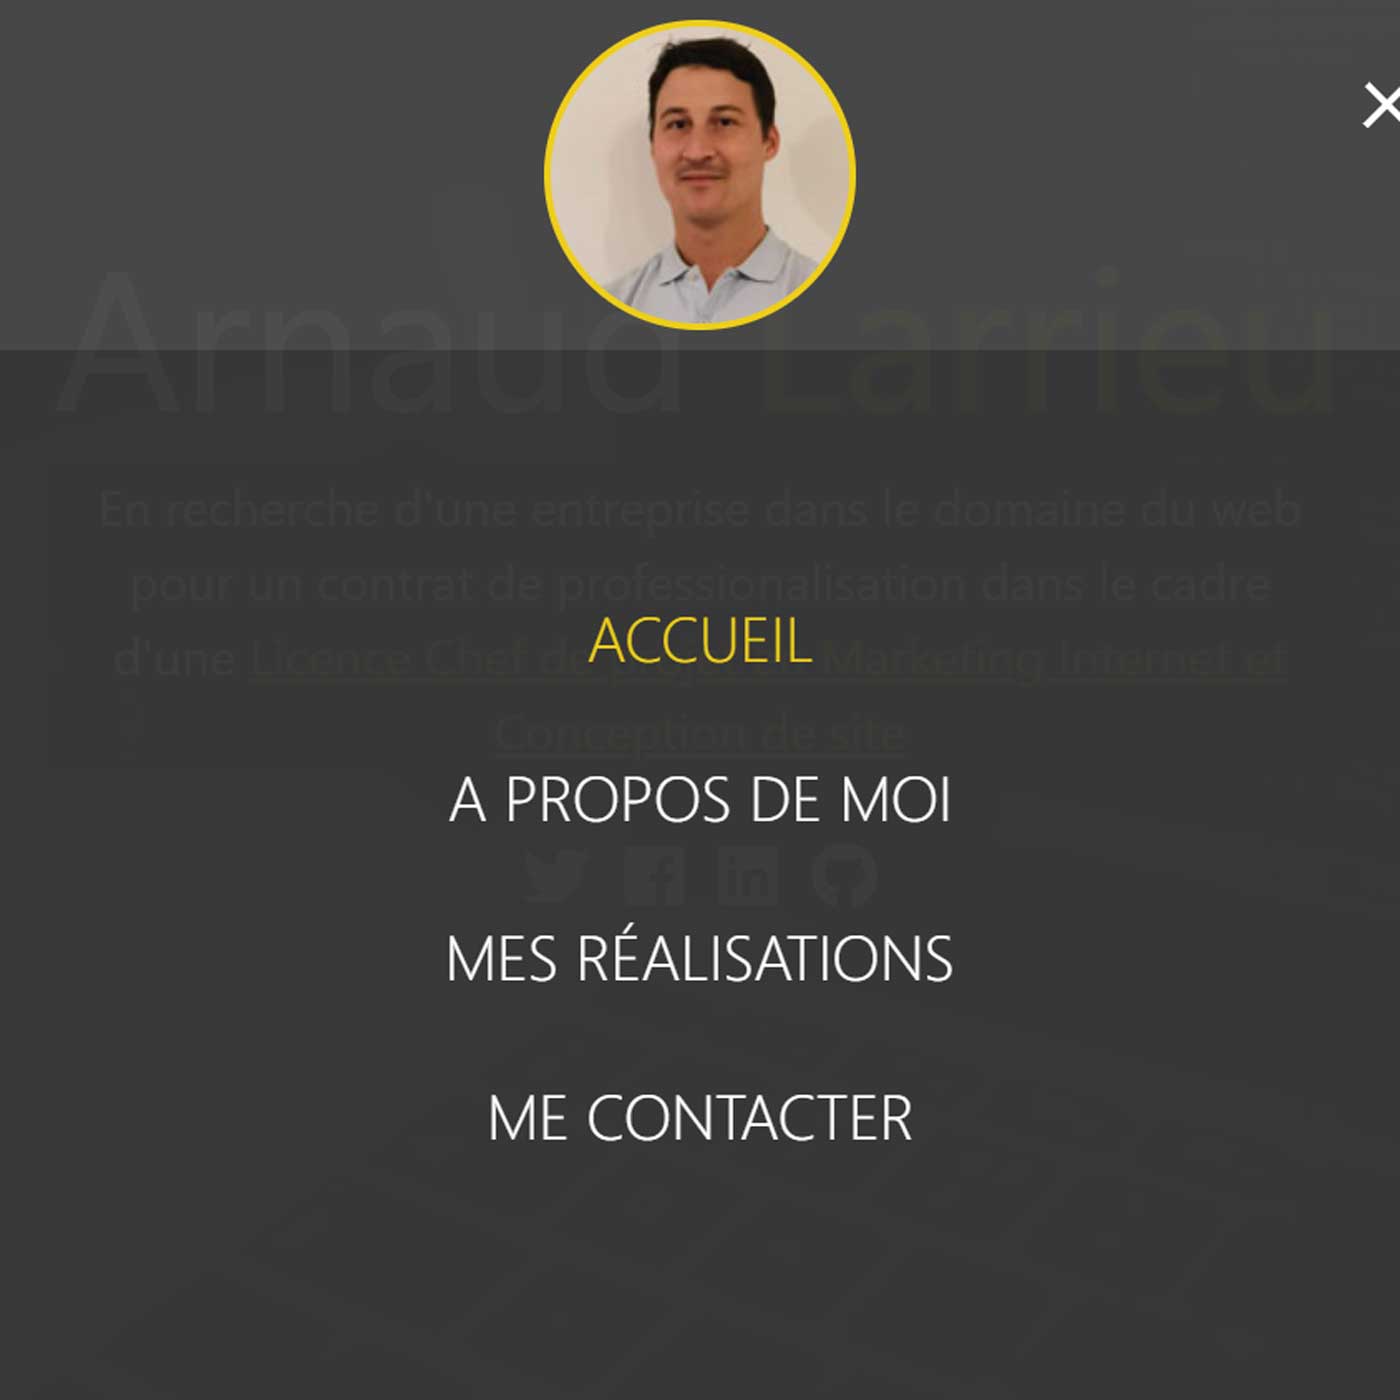 Arnaud Larrieu
En recherche d'une entreprise dans le domaine du web
pour un contrat de professionalisation dans le cadre
ACCUEIL
d'une Licence Chef de Marketing Internet et
Conception de site
A PROPOS DE MOI
MES RÉALISATIONS
ME CONTACTER